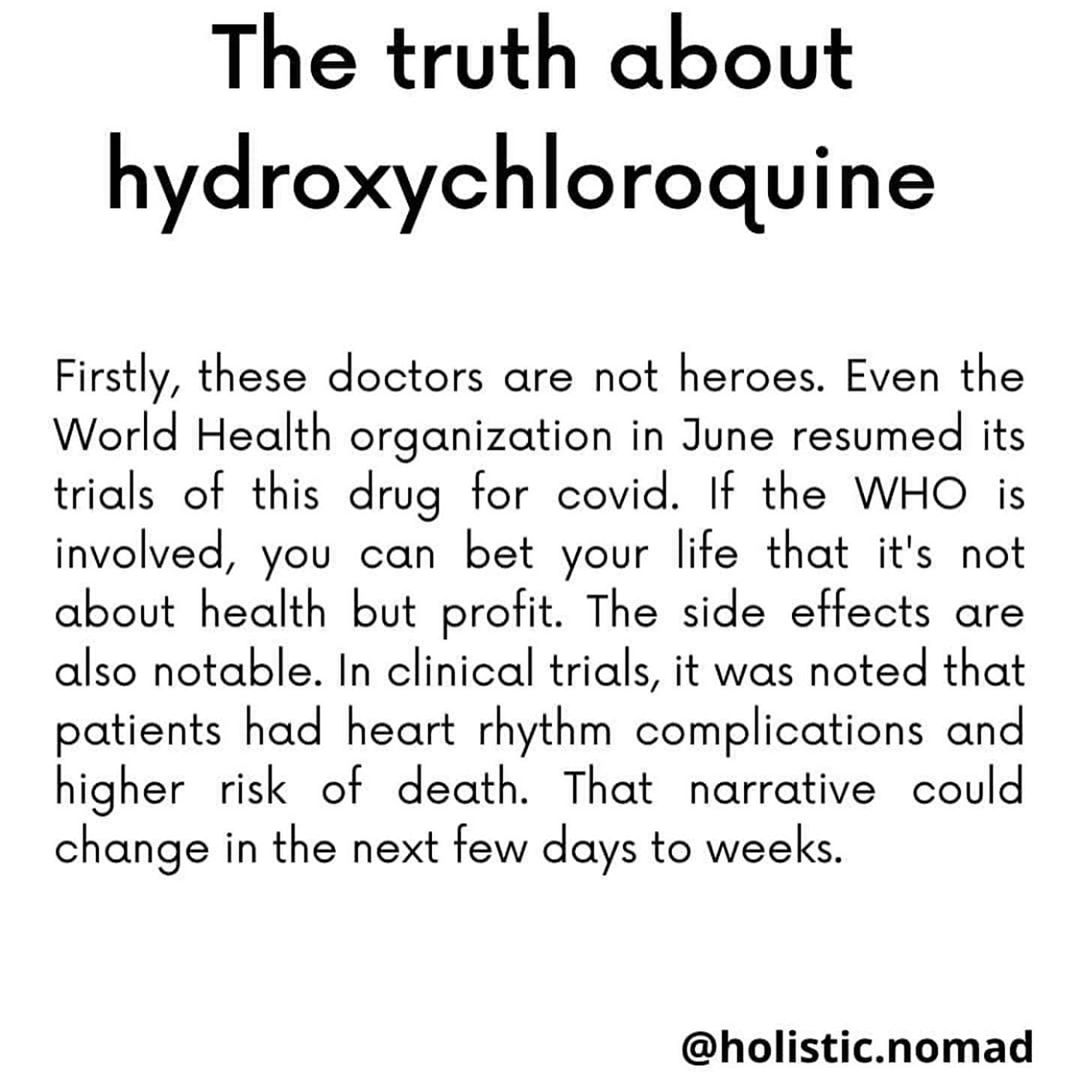 The truth about
hydroxychloroquine
Firstly, these doctors are not heroes. Even the
World Health organization in June resumed its
trials of this drug for covid. If the WHO is
involved, you can bet your life that it's not
about health but profit. The side effects are
also notable. In clinical trials, it was noted that
patients had heart rhythm complications and
higher risk of death. That narrative could
change in the next few days to weeks.
@holistic.nomad